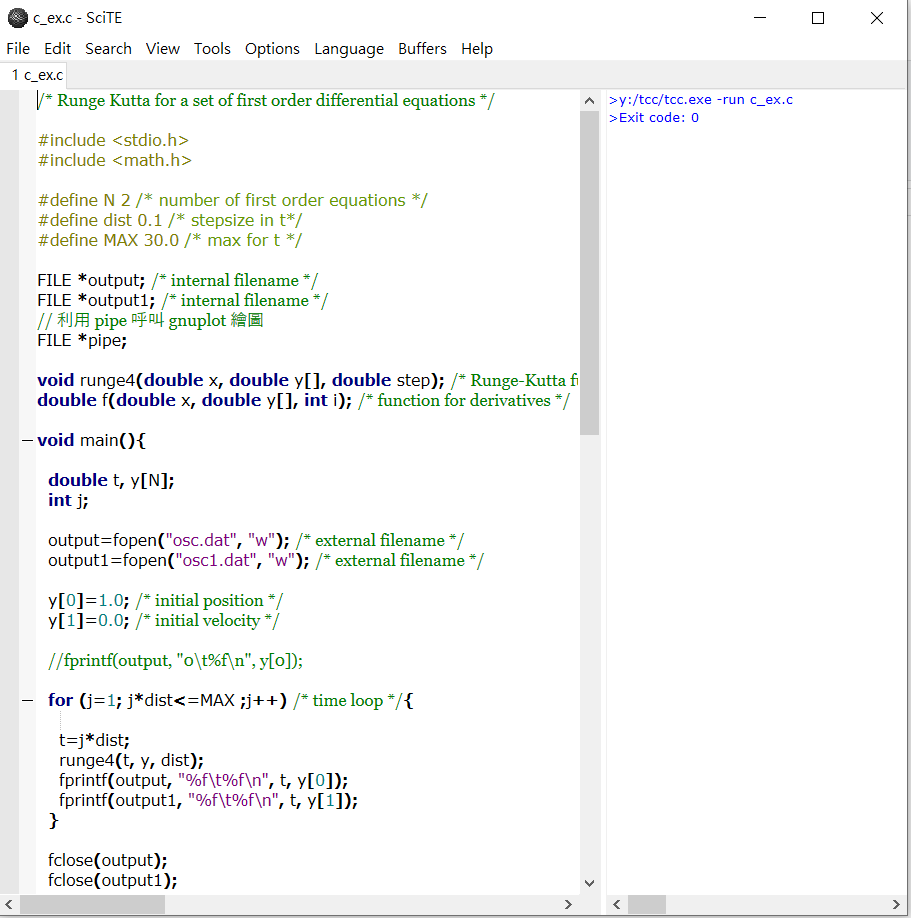 c_ex.c - SciTE
File Edit Search View Tools Options Language Buffers Help
1 c_ex.c
/* Runge Kutta for a set of first order differential equations */
#include <stdio.h>
#include <math.h>
#define N 2 /* number of first order equations */
#define dist 0.1 /* stepsize in t*/
#define MAX 30.0 /* max for t */
FILE *output; /* internal filename */
FILE *output1; /* internal filename */
// 利用 pipe 呼叫 gnuplot 繪圖
FILE *pipe;
void runge4(double x, double y[], double step); /* Runge-Kutta
double f(double x, double y[], int i); /* function for derivatives */
void main(){
double t, y[N];
int j;
output=fopen("osc.dat", "w"); /* external filename */
output1=fopen("osc1.dat", "w"); /* external filename */
y[0]=1.0; /* initial position */
y[1]=0.0; /* initial velocity */
//fprintf(output, "0\t%f\n", y[0]);
for (j=1; j*dist<=MAX ;j++) /* time loop */{
t=j*dist;
runge4(t, y, dist);
fprintf(output, "%f\t%f\n", t, y[0]);
fprintf(output1, "%f\t%f\n", t, y[1]);
}
fclose(output);
fclose(output1);
>y:/tcc/tcc.exe -run c_ex.c
>Exit code: 0